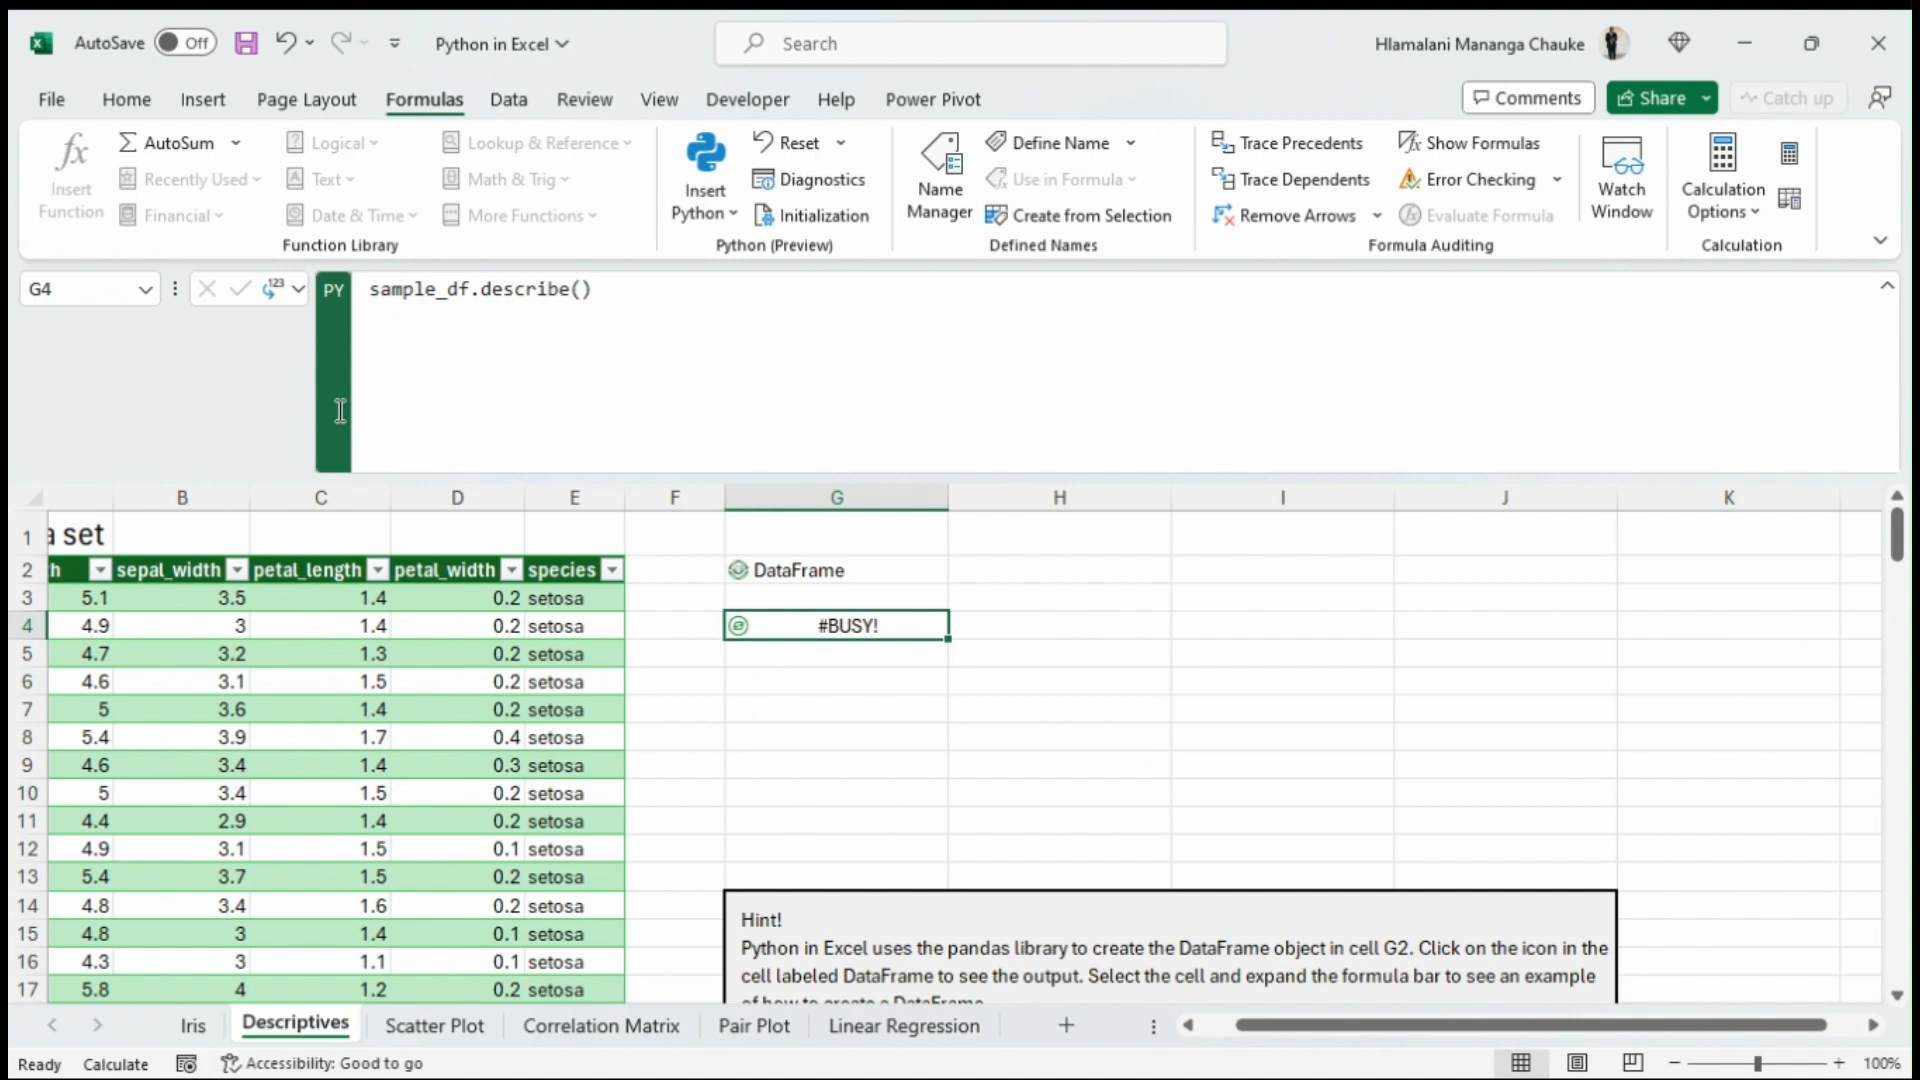 AutoSave Off Python in Excel Search Hlamalani Mananga Chauke
File Home Insert Page Layout Formulas Data Review View Developer Help Power Pivot Comments Share Catch up
fx Insert Function
AutoSum Logical Lookup & Reference
Recently Used Text Math & Trig
Financial Date & Time More Functions
Function Library
Insert Python
Reset
Diagnostics
Initialization
Python (Preview)
Name Manager
Define Name
Use in Formula
Create from Selection
Defined Names
Trace Precedents Show Formulas
Trace Dependents Error Checking
Remove Arrows Evaluate Formula
Formula Auditing
Watch Window
Calculation Options
Calculation
G4 PY sample_df.describe()
B C D E F G H I J K
1 a set
2 h sepal_width petal_length petal_width species DataFrame
3 5.1 3.5 1.4 0.2 setosa
4 4.9 3 1.4 0.2 setosa #BUSY!
5 4.7 3.2 1.3 0.2 setosa
6 4.6 3.1 1.5 0.2 setosa
7 5 3.6 1.4 0.2 setosa
8 5.4 3.9 1.7 0.4 setosa
9 4.6 3.4 1.4 0.3 setosa
10 5 3.4 1.5 0.2 setosa
11 4.4 2.9 1.4 0.2 setosa
12 4.9 3.1 1.5 0.1 setosa
13 5.4 3.7 1.5 0.2 setosa
14 4.8 3.4 1.6 0.2 setosa
15 4.8 3 1.4 0.1 setosa
16 4.3 3 1.1 0.1 setosa
17 5.8 4 1.2 0.2 setosa
Hint!
Python in Excel uses the pandas library to create the DataFrame object in cell G2. Click on the icon in the
cell labeled DataFrame to see the output. Select the cell and expand the formula bar to see an example
of how to create a DataFrame
Iris Descriptives Scatter Plot Correlation Matrix Pair Plot Linear Regression
Ready Calculate Accessibility: Good to go 100%